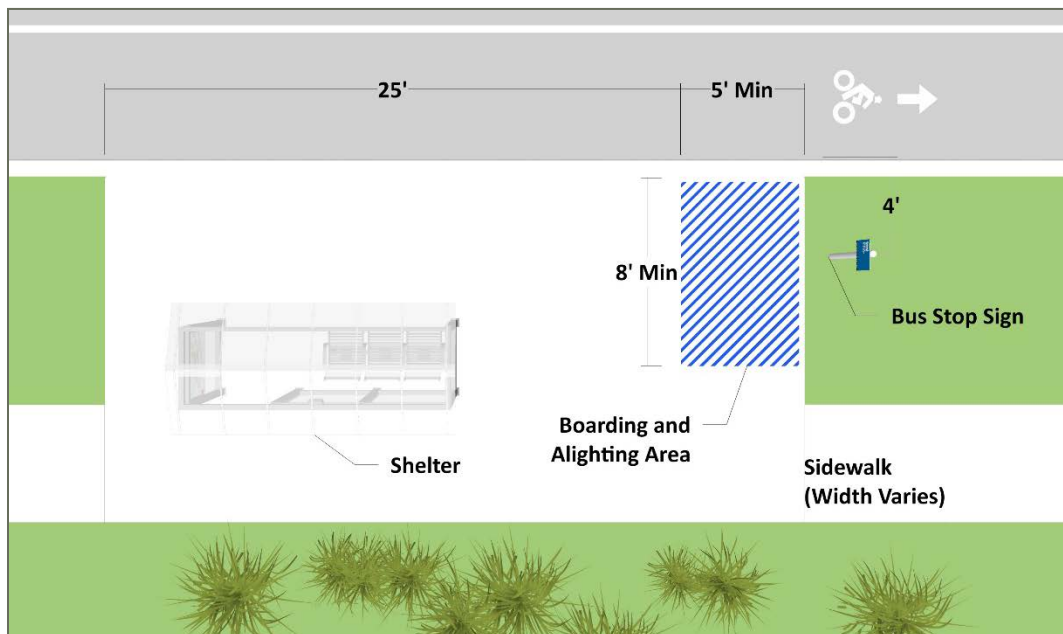 25'
5' Min
4'
8' Min
Bus Stop Sign
Boarding and
Alighting Area
Shelter
Sidewalk
(Width Varies)